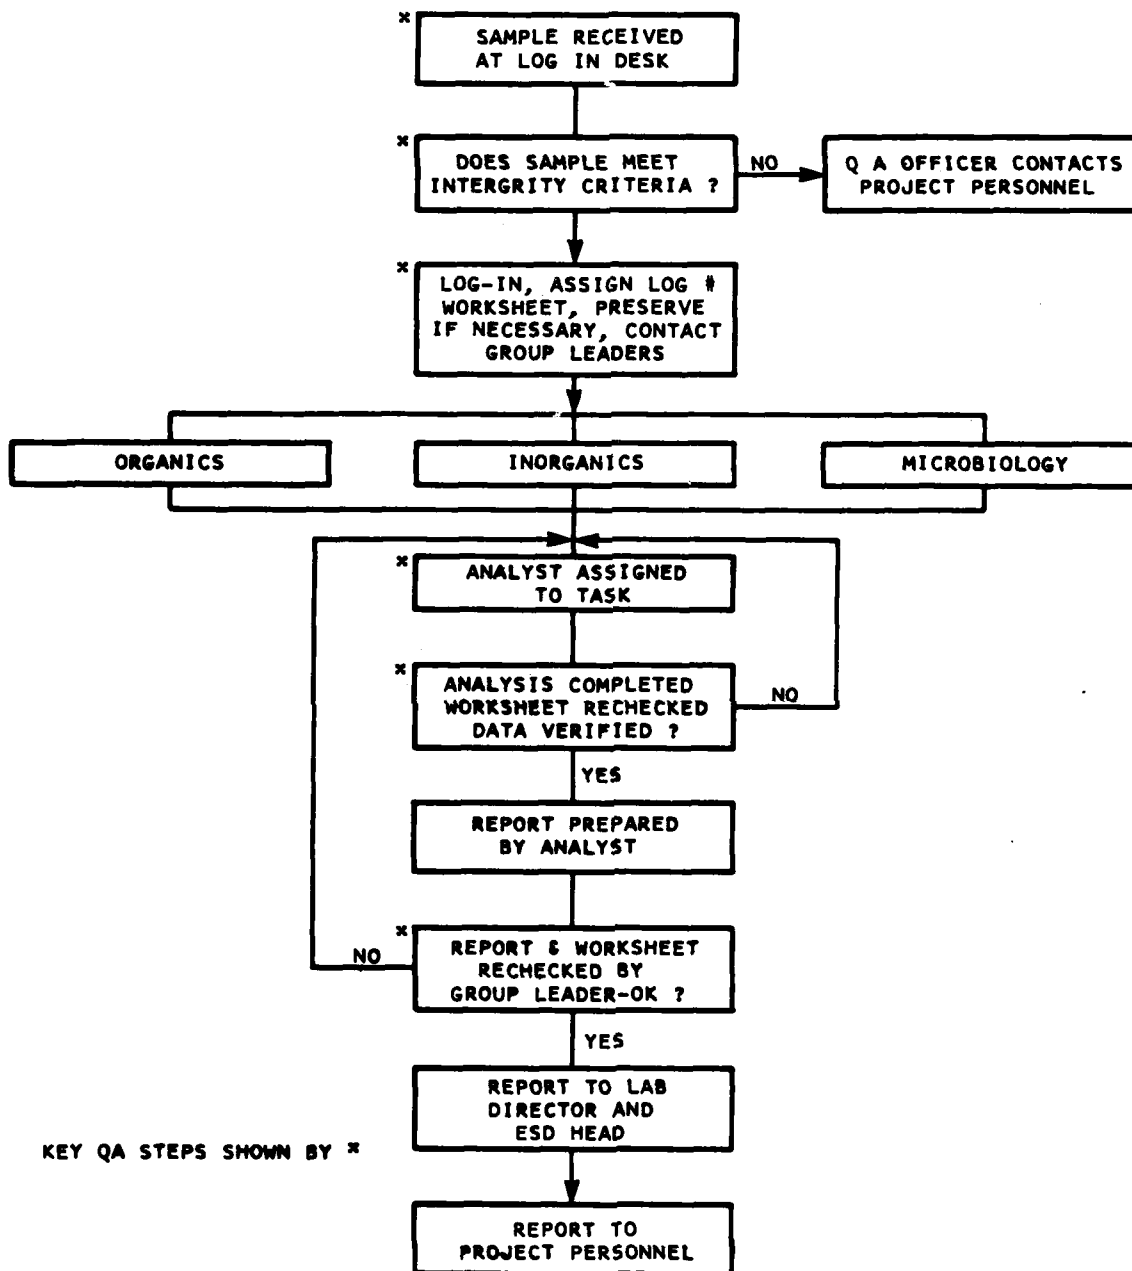 x
SAMPLE RECEIVED
AT LOG IN DESK
x
DOES SAMPLE MEET
INTERGRITY CRITERIA ?
NO
Q A OFFICER CONTACTS
PROJECT PERSONNEL
x
LOG-IN, ASSIGN LOG #
WORKSHEET, PRESERVE
IF NECESSARY, CONTACT
GROUP LEADERS
ORGANICS
INORGANICS
MICROBIOLOGY
x
ANALYST ASSIGNED
TO TASK
x
ANALYSIS COMPLETED
WORKSHEET RECHECKED
DATA VERIFIED ?
NO
YES
REPORT PREPARED
BY ANALYST
x
REPORT & WORKSHEET
RECHECKED BY
GROUP LEADER-OK ?
NO
YES
REPORT TO LAB
DIRECTOR AND
ESD HEAD
KEY QA STEPS SHOWN BY x
REPORT TO
PROJECT PERSONNEL